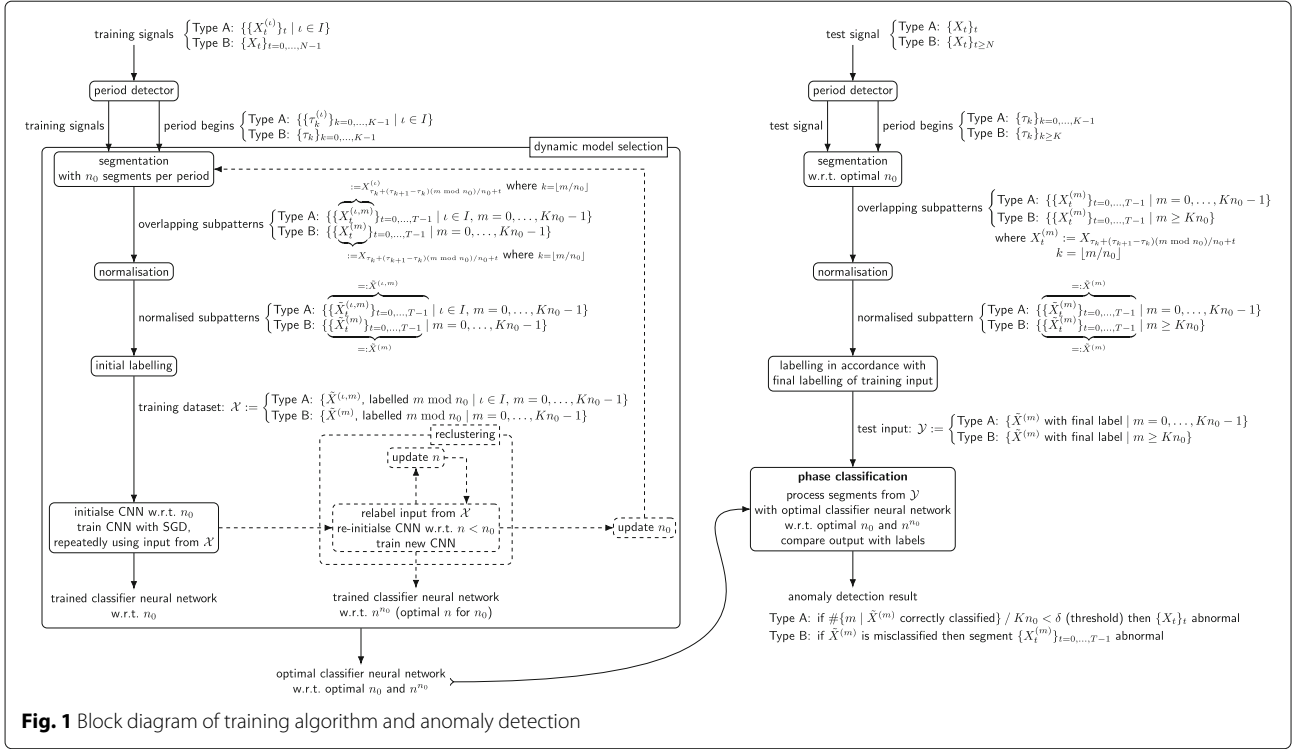 training signals { Type A: {{X_t^{(ι)}}_t | ι ∈ I}
Type B: {X_t}_{t=0,...,N−1}
period detector
training signals
period begins { Type A: {{τ_k^{(ι)}}_{k=0,...,K−1} | ι ∈ I}
Type B: {τ_k}_{k=0,...,K−1}
dynamic model selection
segmentation
with n_0 segments per period
:=X^{(ι)}_{τ_k+(τ_{k+1}−τ_k)(m mod n_0)/n_0+t} where k=⌊m/n_0⌋
overlapping subpatterns { Type A: {{X_t^{(ι,m)}}_{t=0,...,T−1} | ι ∈ I, m = 0, . . . , Kn_0 − 1}
Type B: {{X_t^{(m)}}_{t=0,...,T−1} | m = 0, . . . , Kn_0 − 1}
:=X_{τ_k+(τ_{k+1}−τ_k)(m mod n_0)/n_0+t} where k=⌊m/n_0⌋
normalisation
=:X̃^{(ι,m)}
normalised subpatterns { Type A: {{X̃_t^{(ι,m)}}_{t=0,...,T−1} | ι ∈ I, m = 0, . . . , Kn_0 − 1}
Type B: {{X̃_t^{(m)}}_{t=0,...,T−1} | m = 0, . . . , Kn_0 − 1}
=:X̃^{(m)}
initial labelling
training dataset: 𝒳 := { Type A: {X̃^{(ι,m)}, labelled m mod n_0 | ι ∈ I, m = 0, . . . , Kn_0 − 1}
Type B: {X̃^{(m)}, labelled m mod n_0 | m = 0, . . . , Kn_0 − 1}
reclustering
update n
initialse CNN w.r.t. n_0
train CNN with SGD,
repeatedly using input from 𝒳
relabel input from 𝒳
re-initialse CNN w.r.t. n < n_0
train new CNN
update n_0
trained classifier neural network
w.r.t. n_0
trained classifier neural network
w.r.t. n^{n_0} (optimal n for n_0)
optimal classifier neural network
w.r.t. optimal n_0 and n^{n_0}
test signal { Type A: {X_t}_t
Type B: {X_t}_{t≥N}
period detector
test signal
period begins { Type A: {τ_k}_{k=0,...,K−1}
Type B: {τ_k}_{k≥K}
segmentation
w.r.t. optimal n_0
overlapping subpatterns { Type A: {{X_t^{(m)}}_{t=0,...,T−1} | m = 0, . . . , Kn_0 − 1}
Type B: {{X_t^{(m)}}_{t=0,...,T−1} | m ≥ Kn_0}
where X_t^{(m)} := X_{τ_k+(τ_{k+1}−τ_k)(m mod n_0)/n_0+t}
k = ⌊m/n_0⌋
normalisation
=:X̃^{(m)}
normalised subpattern { Type A: {{X̃_t^{(m)}}_{t=0,...,T−1} | m = 0, . . . , Kn_0 − 1}
Type B: {{X̃_t^{(m)}}_{t=0,...,T−1} | m ≥ Kn_0}
=:X̃^{(m)}
labelling in accordance with
final labelling of training input
test input: 𝒴 := { Type A: {X̃^{(m)} with final label | m = 0, . . . , Kn_0 − 1}
Type B: {X̃^{(m)} with final label | m ≥ Kn_0}
phase classification
process segments from 𝒴
with optimal classifier neural network
w.r.t. optimal n_0 and n^{n_0}
compare output with labels
anomaly detection result
Type A: if #{m | X̃^{(m)} correctly classified} / Kn_0 < δ (threshold) then {X_t}_t abnormal
Type B: if X̃^{(m)} is misclassified then segment {X_t^{(m)}}_{t=0,...,T−1} abnormal
Fig. 1 Block diagram of training algorithm and anomaly detection